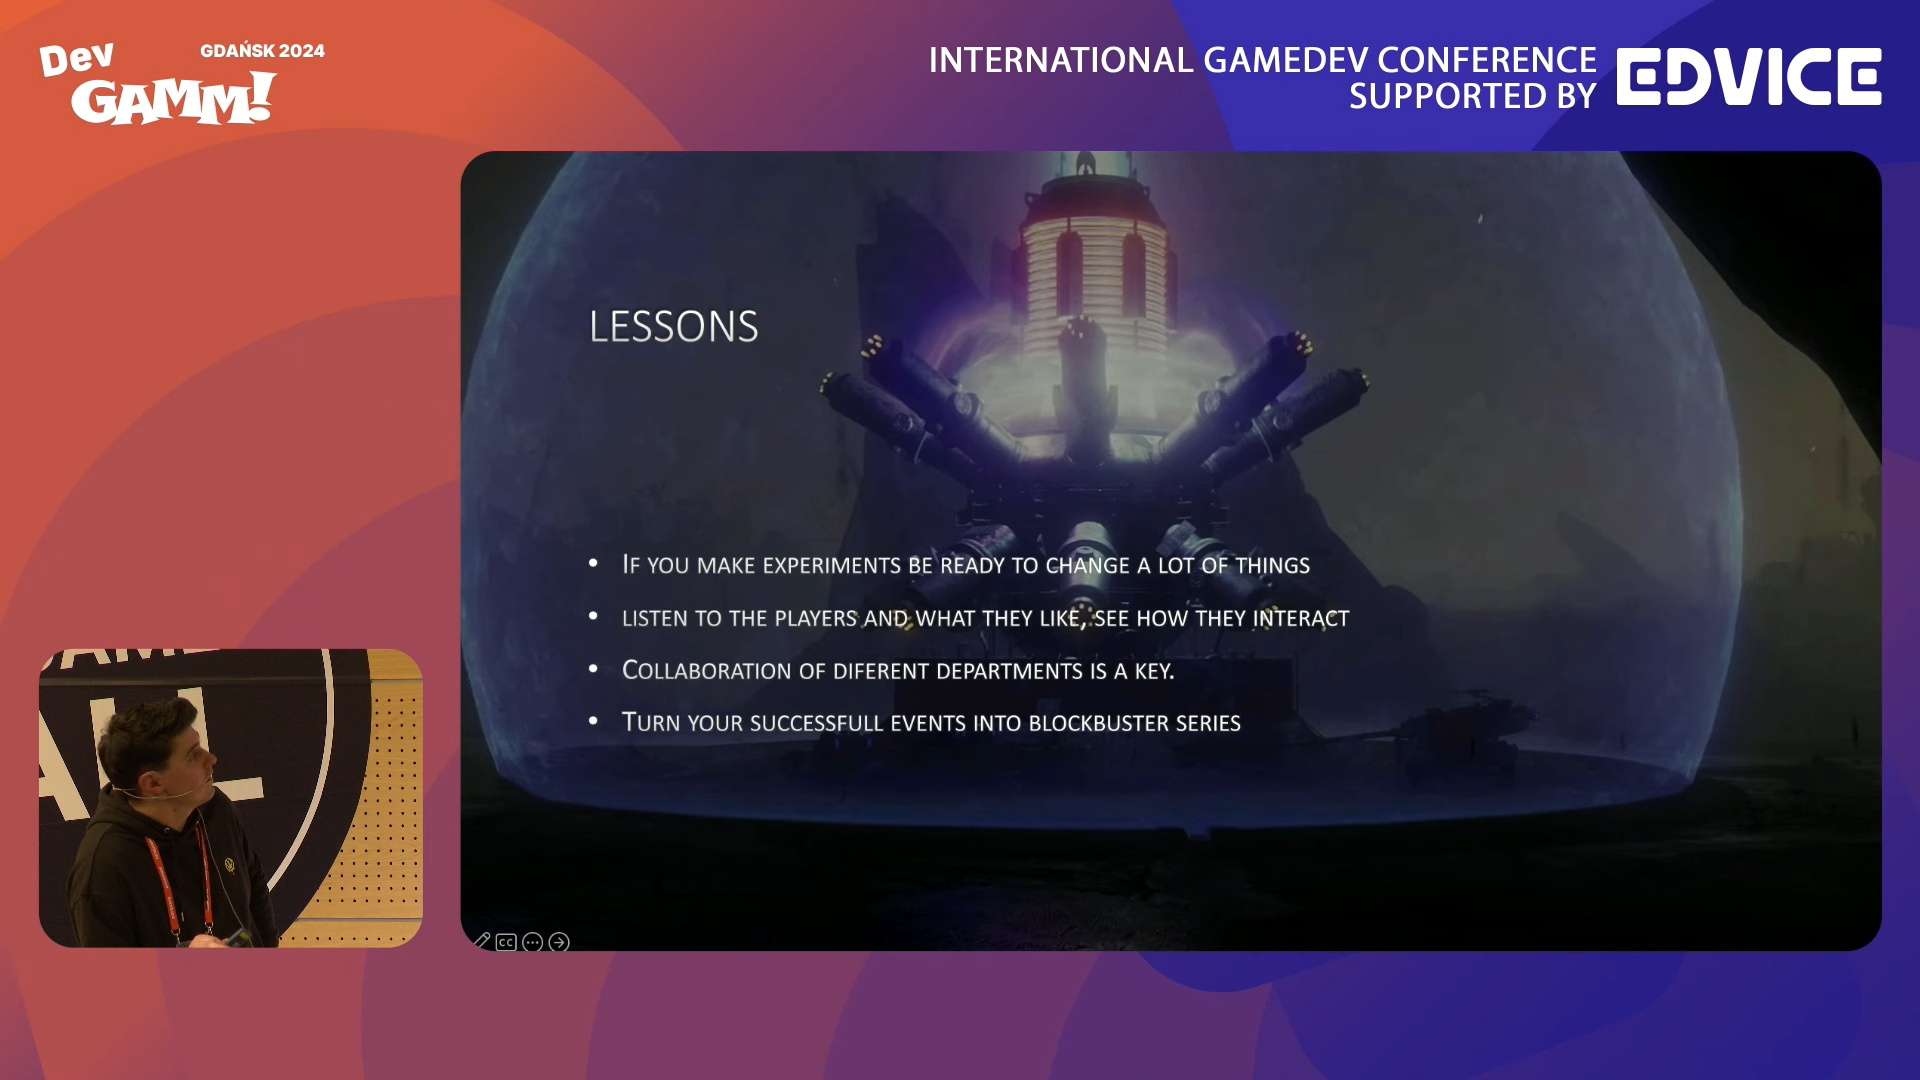 Dev
GAMM!
GDAŃSK 2024
INTERNATIONAL GAMEDEV CONFERENCE
SUPPORTED BY
EDVICE
LESSONS
• IF YOU MAKE EXPERIMENTS BE READY TO CHANGE A LOT OF THINGS
• LISTEN TO THE PLAYERS AND WHAT THEY LIKE, SEE HOW THEY INTERACT
• COLLABORATION OF DIFERENT DEPARTMENTS IS A KEY.
• TURN YOUR SUCCESSFULL EVENTS INTO BLOCKBUSTER SERIES
CC